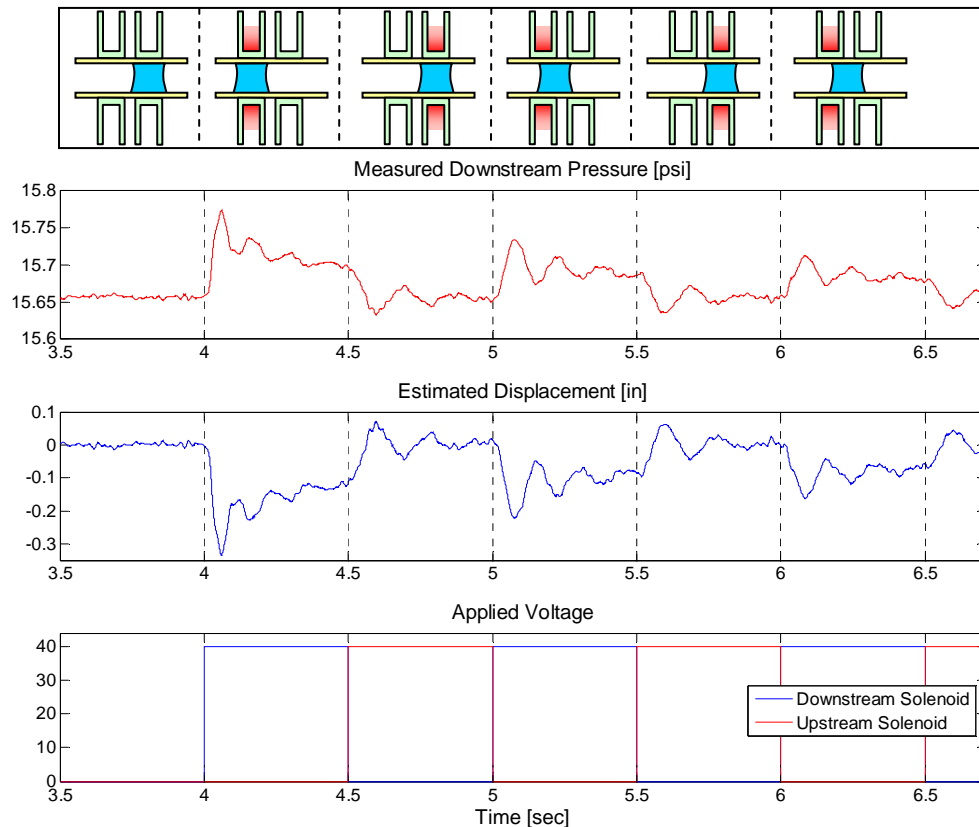 Measured Downstream Pressure [psi]
15.8
15.75
15.7
15.65
15.6
3.5 4 4.5 5 5.5 6 6.5
Estimated Displacement [in]
0.1
0
-0.1
-0.2
-0.3
3.5 4 4.5 5 5.5 6 6.5
Applied Voltage
40
30
20
10
0
Downstream Solenoid
Upstream Solenoid
3.5 4 4.5 5 5.5 6 6.5
Time [sec]